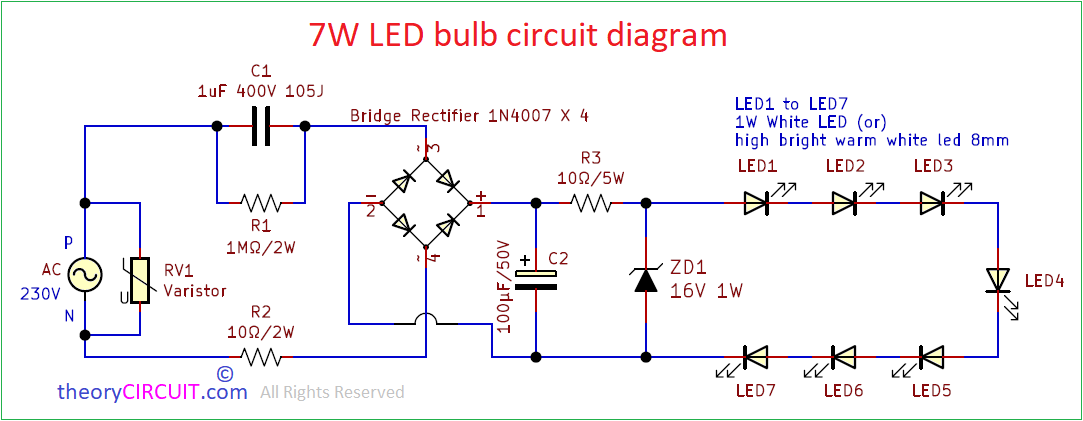 7W LED bulb circuit diagram
C1
1uF 400V 105J
Bridge Rectifier 1N4007 X 4
LED1 to LED7
1W White LED (or)
high bright warm white led 8mm
R3
10Ω/5W
LED1
LED2
LED3
~
3
−
2
+
1
~
4
R1
1MΩ/2W
P
AC
230V
N
RV1
Varistor
U
+
C2
100µF/50V
ZD1
16V 1W
LED4
R2
10Ω/2W
LED7
LED6
LED5
©
theoryCIRCUIT.com
All Rights Reserved